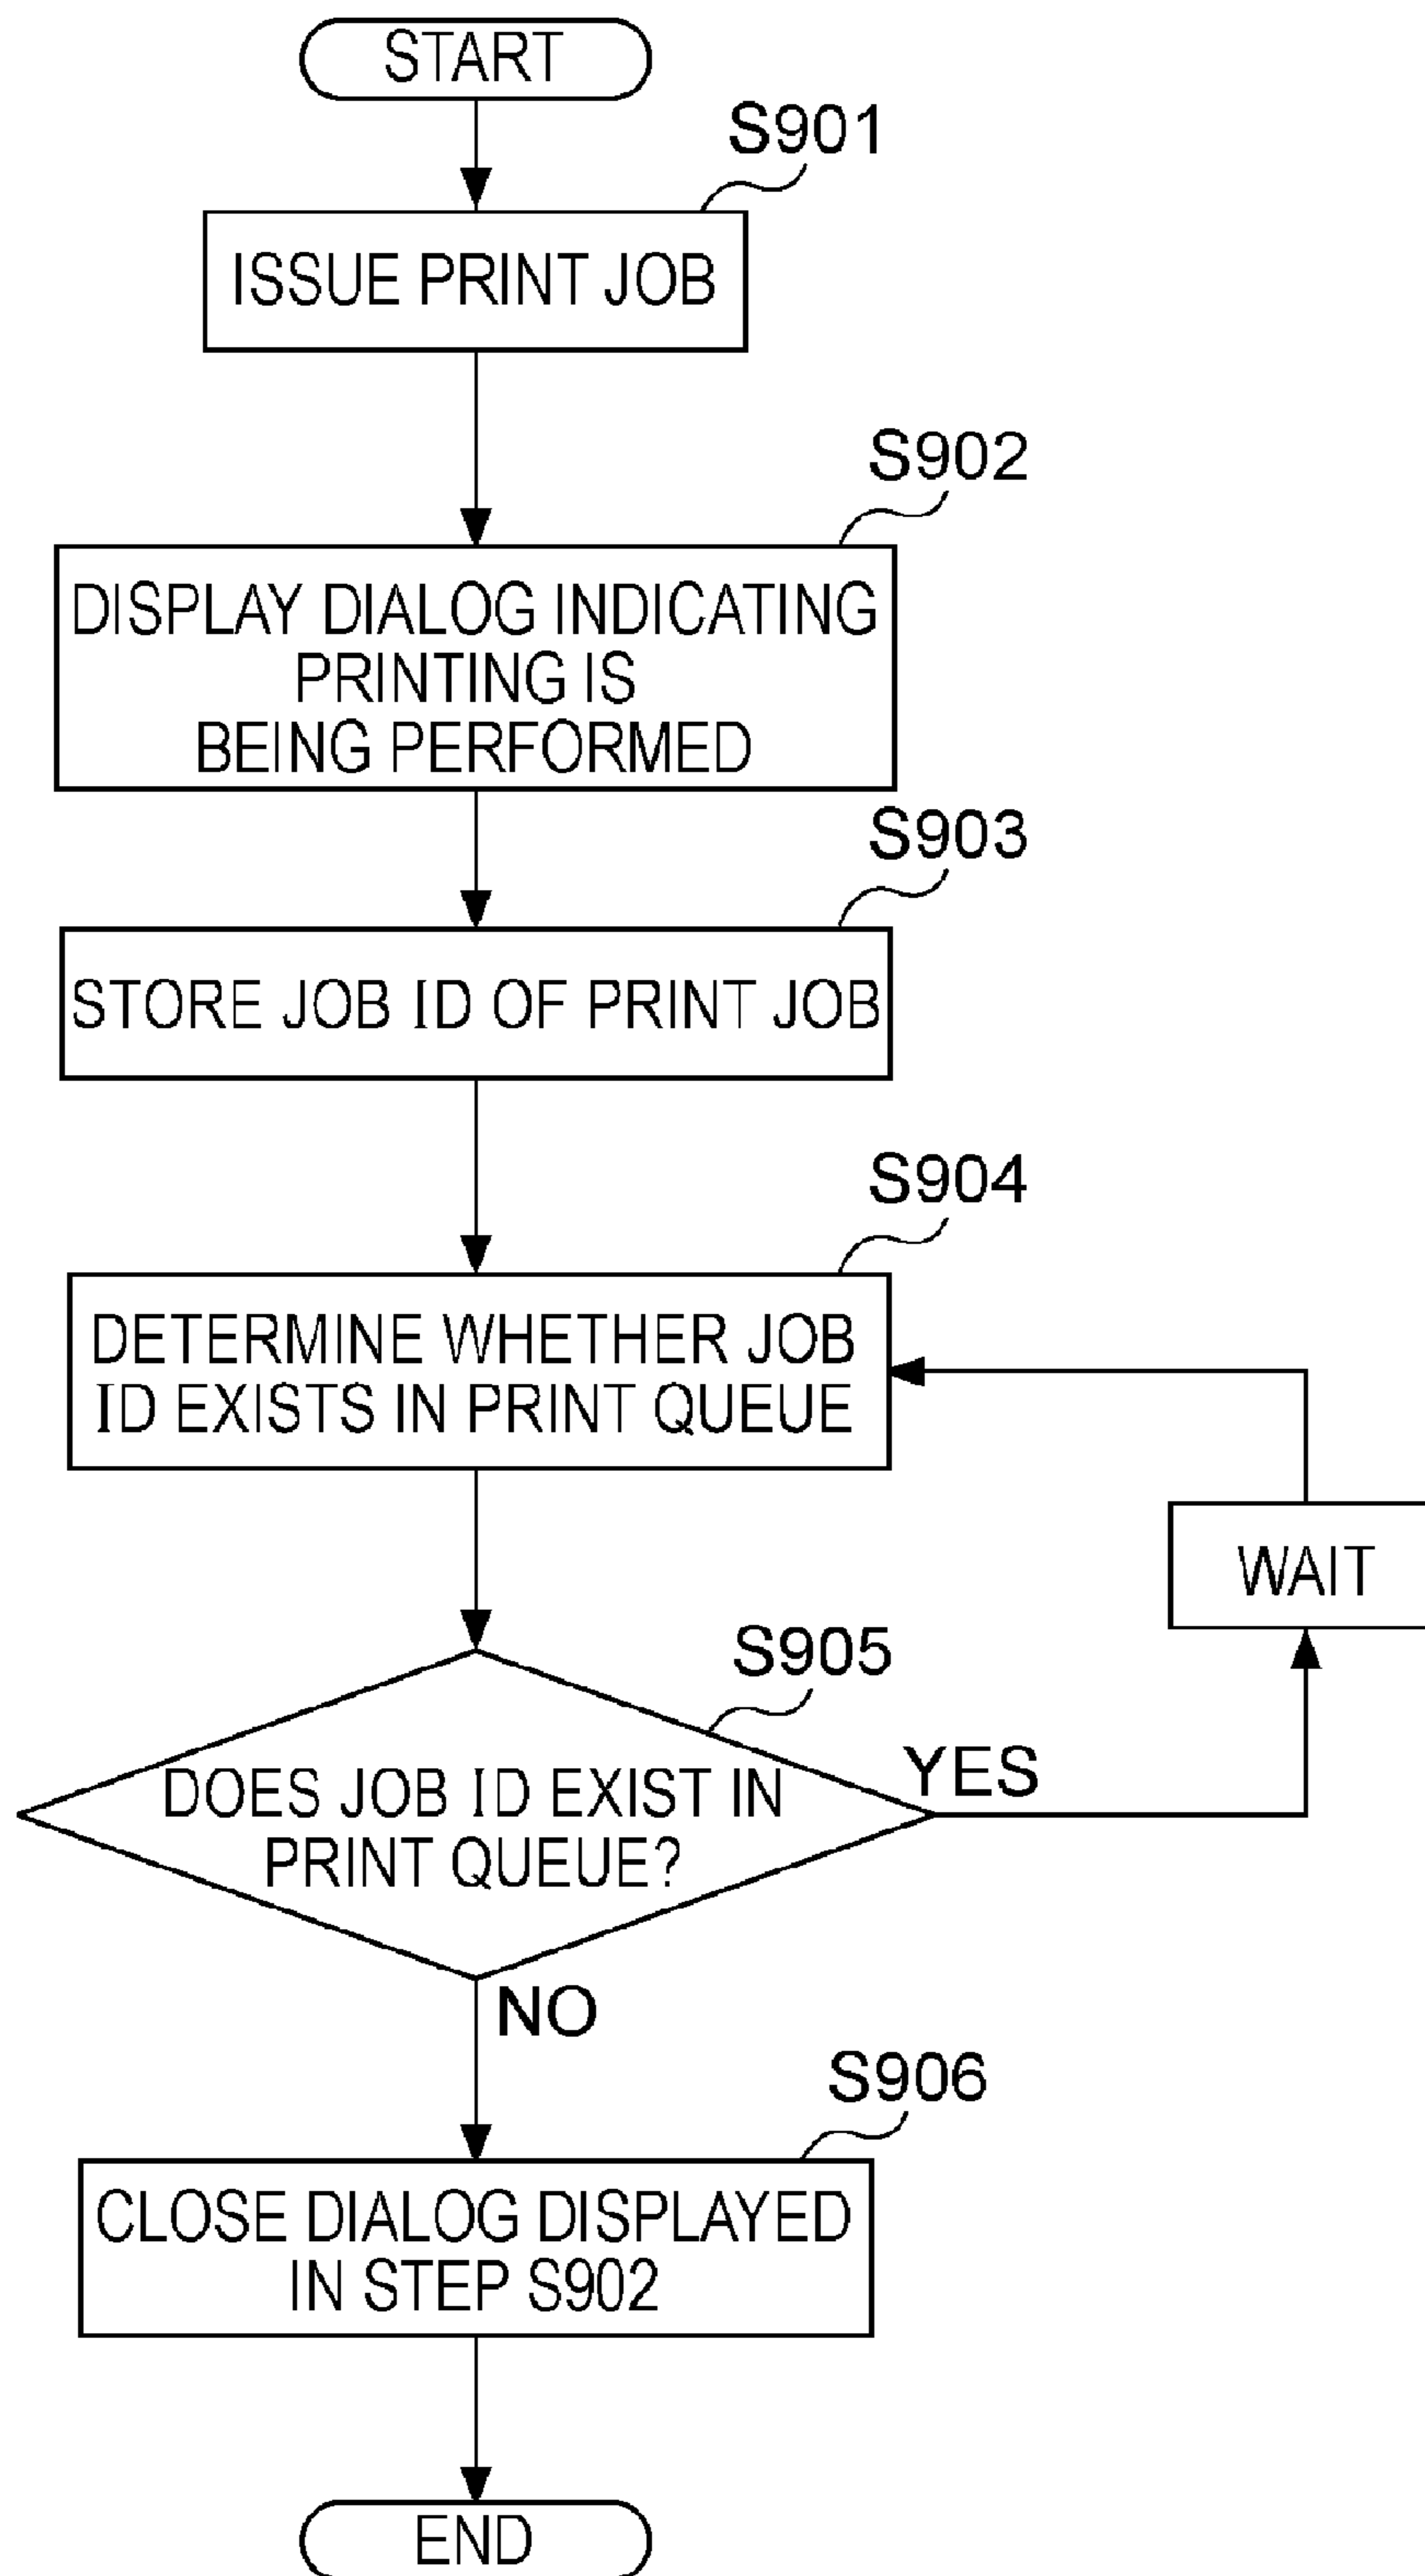 START
S901
ISSUE PRINT JOB
S902
DISPLAY DIALOG INDICATING
PRINTING IS
BEING PERFORMED
S903
STORE JOB ID OF PRINT JOB
S904
DETERMINE WHETHER JOB
ID EXISTS IN PRINT QUEUE
WAIT
S905
DOES JOB ID EXIST IN
PRINT QUEUE?
YES
NO
S906
CLOSE DIALOG DISPLAYED
IN STEP S902
END